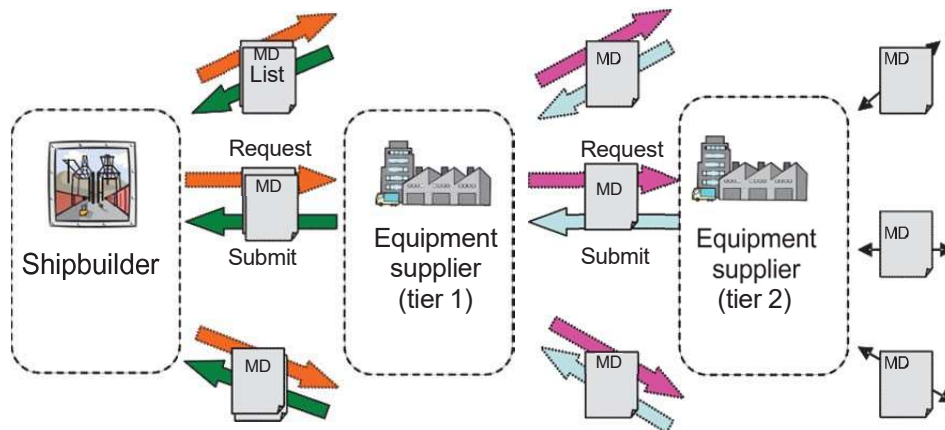 MD
List
MD
MD
Request
Request
MD
MD
MD
Shipbuilder
Equipment
supplier
(tier 1)
Equipment
supplier
(tier 2)
Submit
Submit
MD
MD
MD